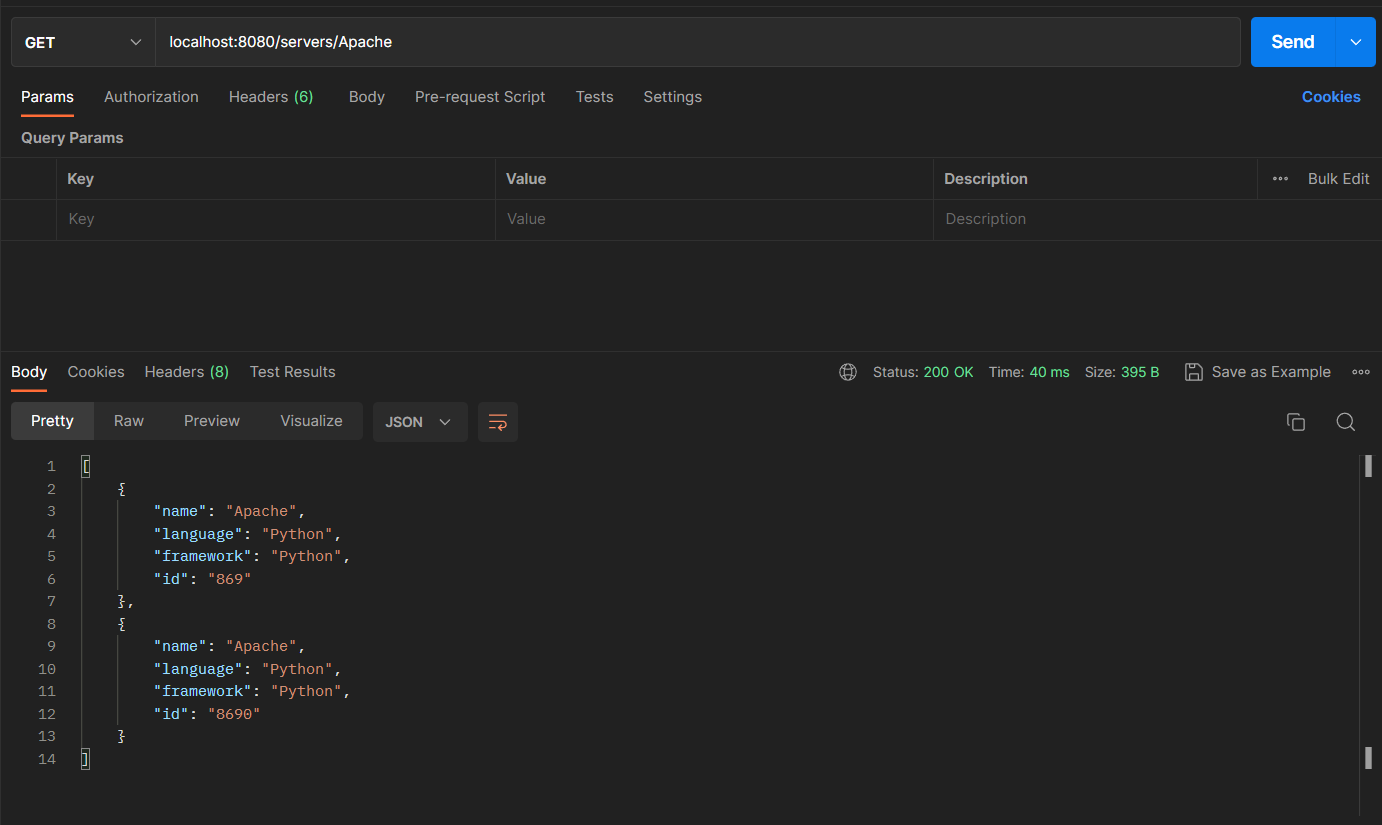 GET localhost:8080/servers/Apache Send
Params Authorization Headers (6) Body Pre-request Script Tests Settings Cookies
Query Params
Key Value Description ••• Bulk Edit
Key Value Description
Body Cookies Headers (8) Test Results Status: 200 OK Time: 40 ms Size: 395 B Save as Example •••
Pretty Raw Preview Visualize JSON
1 [
2 {
3 "name": "Apache",
4 "language": "Python",
5 "framework": "Python",
6 "id": "869"
7 },
8 {
9 "name": "Apache",
10 "language": "Python",
11 "framework": "Python",
12 "id": "8690"
13 }
14 ]